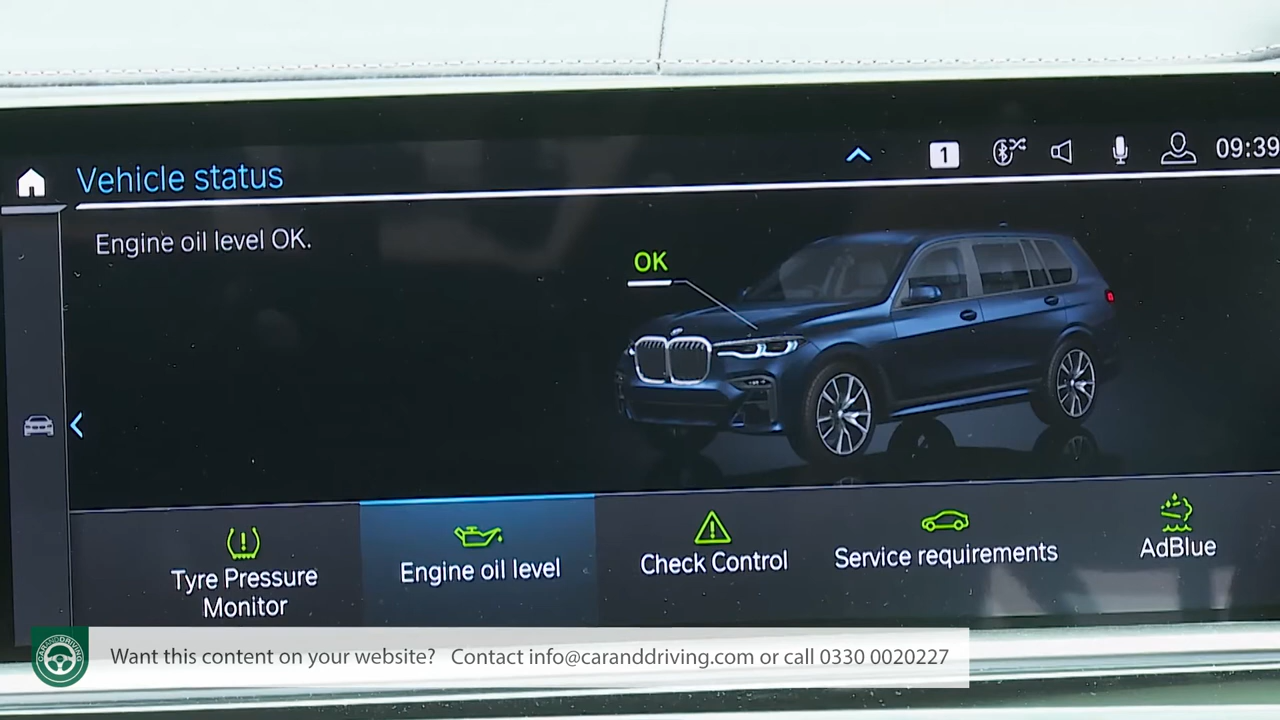 Vehicle status
1
09:39
Engine oil level OK.
OK
Tyre Pressure
Monitor
Engine oil level
Check Control
Service requirements
AdBlue
CARANDDRIVING
Want this content on your website? Contact info@caranddriving.com or call 0330 0020227